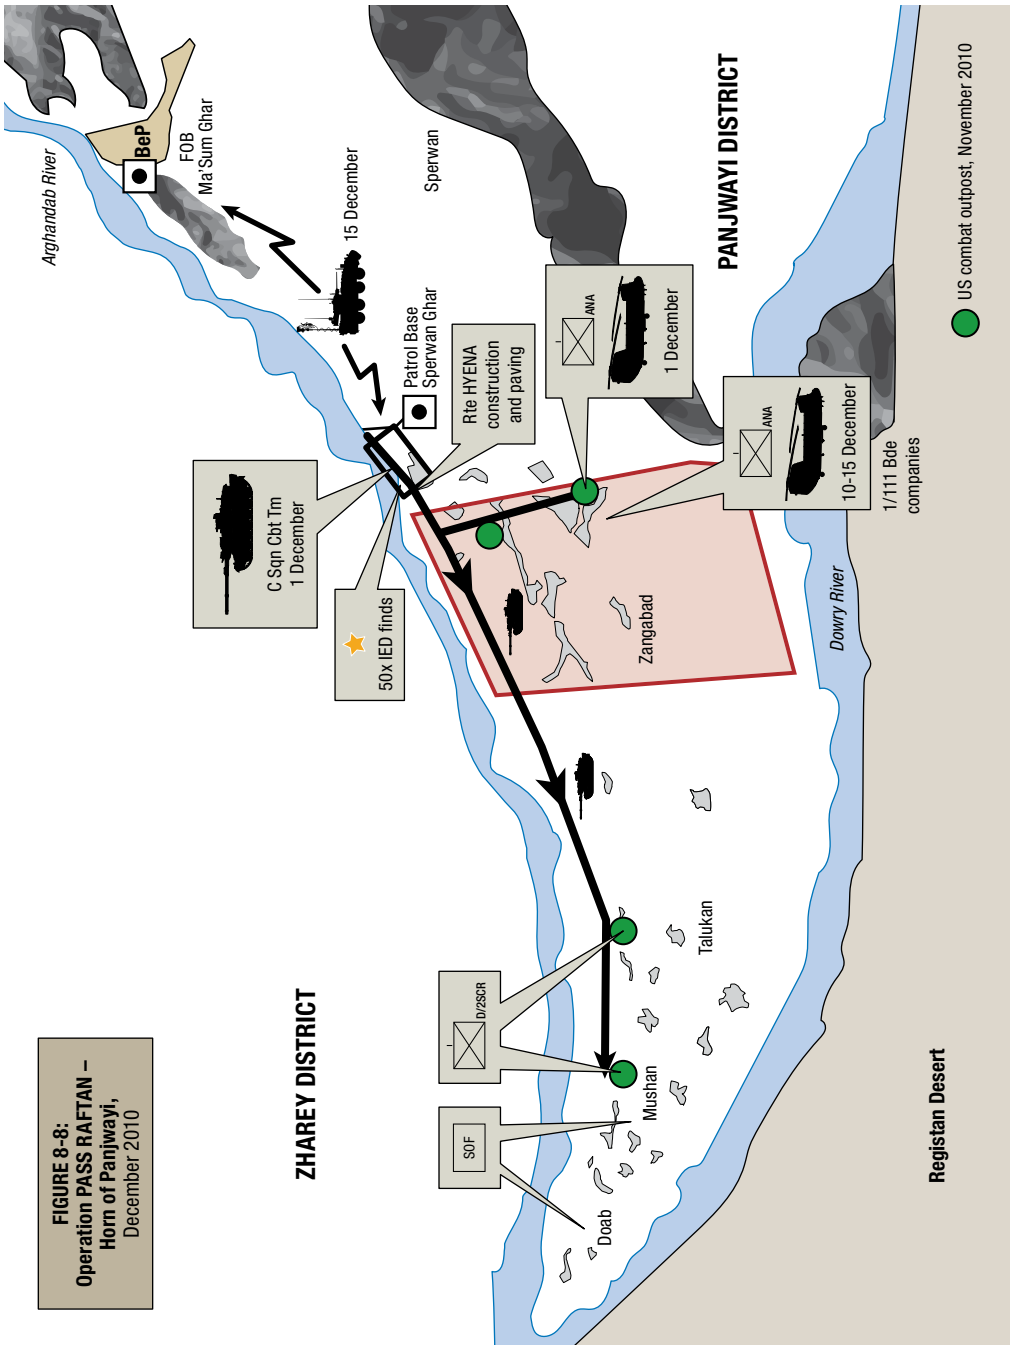 FIGURE 8-8:
Operation PASS RAFTAN –
Horn of Panjwayi,
December 2010
ZHAREY DISTRICT
Arghandab River
BeP
FOB
Ma'Sum Ghar
15 December
Sperwan
C Sqn Cbt Tm
1 December
50x IED finds
Patrol Base
Sperwan Ghar
Rte HYENA
construction
and paving
I
ANA
1 December
PANJWAYI DISTRICT
I
ANA
10-15 December
1/111 Bde
companies
SOF
I
D/2SCR
Doab
Mushan
Talukan
Zangabad
Dowry River
Registan Desert
US combat outpost, November 2010